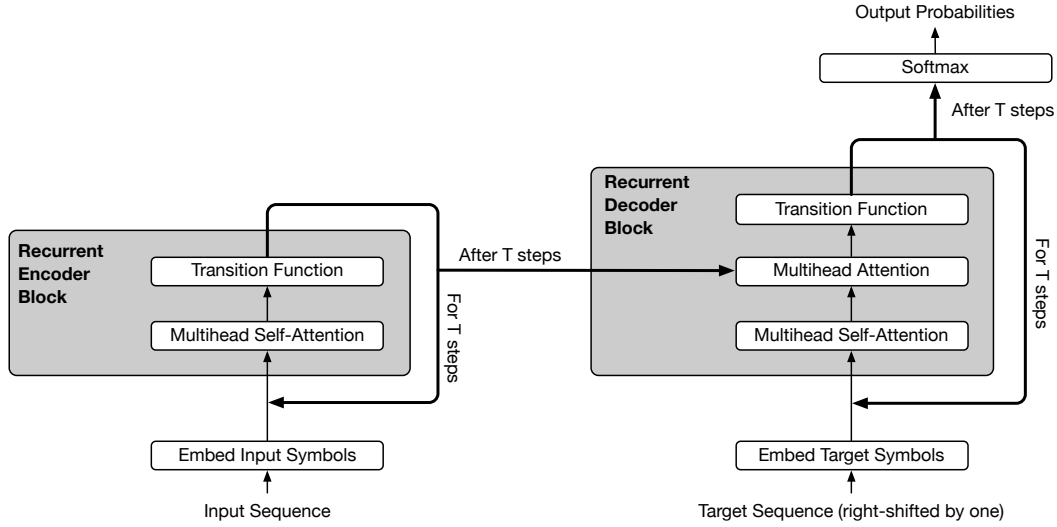 Output Probabilities
Softmax
After T steps
Recurrent
Decoder
Block
Transition Function
Multihead Attention
Multihead Self-Attention
For T steps
Embed Target Symbols
Target Sequence (right-shifted by one)
After T steps
Recurrent
Encoder
Block
Transition Function
Multihead Self-Attention
For T steps
Embed Input Symbols
Input Sequence